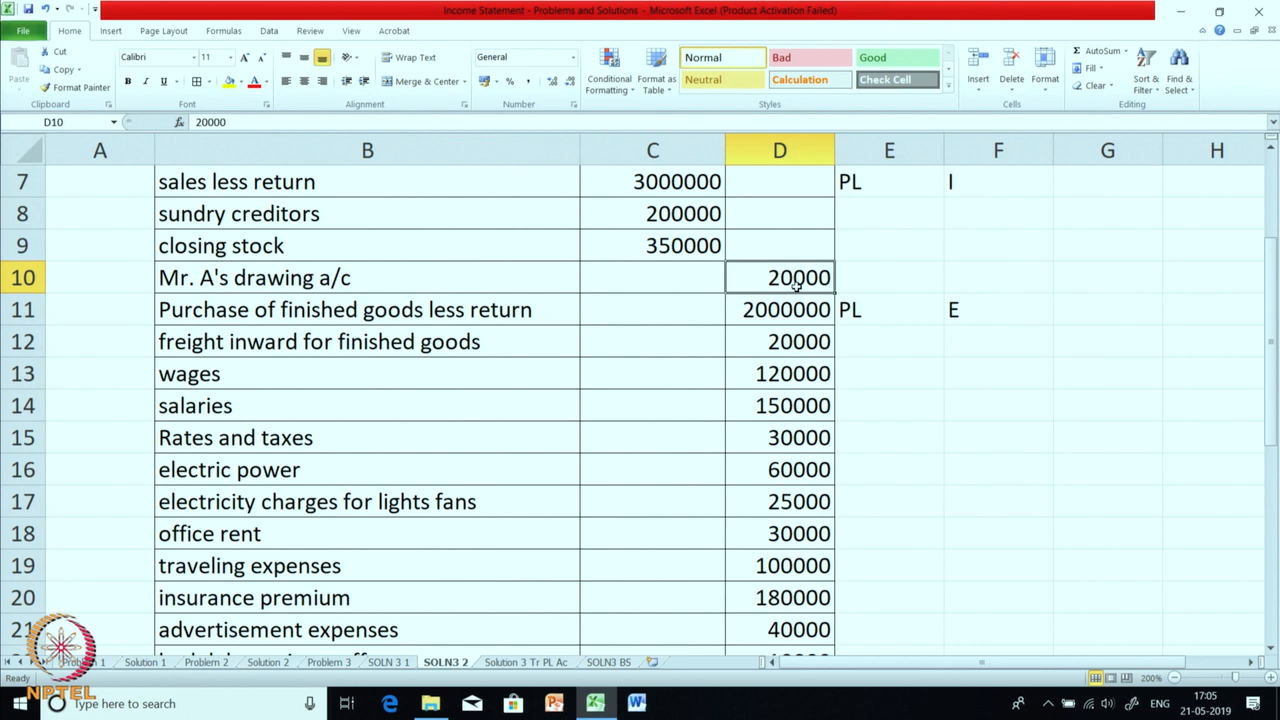 Income Statement - Problems and Solutions - Microsoft Excel (Product Activation Failed)
File Home Insert Page Layout Formulas Data Review View Acrobat
Cut
Copy
Format Painter
Paste
Clipboard
Calibri 11
Font
Wrap Text
Merge & Center
Alignment
General
Number
Conditional Formatting
Format as Table
Normal Bad Good
Neutral Calculation Check Cell
Styles
Insert Delete Format
Cells
AutoSum
Fill
Clear
Sort & Filter
Find & Select
Editing
D10 fx 20000
A B C D E F G H
7 sales less return 3000000 PL I
8 sundry creditors 200000
9 closing stock 350000
10 Mr. A's drawing a/c 20000
11 Purchase of finished goods less return 2000000 PL E
12 freight inward for finished goods 20000
13 wages 120000
14 salaries 150000
15 Rates and taxes 30000
16 electric power 60000
17 electricity charges for lights fans 25000
18 office rent 30000
19 traveling expenses 100000
20 insurance premium 180000
21 advertisement expenses 40000
Problem 1 Solution 1 Problem 2 Solution 2 Problem 3 SOLN 3 1 SOLN3 2 Solution 3 Tr PL Ac SOLN3 BS
Ready 200%
NPTEL
Type here to search
ENG
17:05
21-05-2019